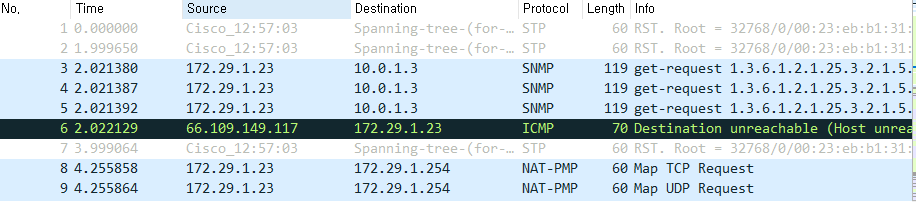 No. Time Source Destination Protocol Length Info
1 0.000000 Cisco_12:57:03 Spanning-tree-(for-… STP 60 RST. Root = 32768/0/00:23:eb:b1:31:
2 1.999650 Cisco_12:57:03 Spanning-tree-(for-… STP 60 RST. Root = 32768/0/00:23:eb:b1:31:
3 2.021380 172.29.1.23 10.0.1.3 SNMP 119 get-request 1.3.6.1.2.1.25.3.2.1.5.
4 2.021387 172.29.1.23 10.0.1.3 SNMP 119 get-request 1.3.6.1.2.1.25.3.2.1.5.
5 2.021392 172.29.1.23 10.0.1.3 SNMP 119 get-request 1.3.6.1.2.1.25.3.2.1.5.
6 2.022129 66.109.149.117 172.29.1.23 ICMP 70 Destination unreachable (Host unrea
7 3.999064 Cisco_12:57:03 Spanning-tree-(for-… STP 60 RST. Root = 32768/0/00:23:eb:b1:31:
8 4.255858 172.29.1.23 172.29.1.254 NAT-PMP 60 Map TCP Request
9 4.255864 172.29.1.23 172.29.1.254 NAT-PMP 60 Map UDP Request